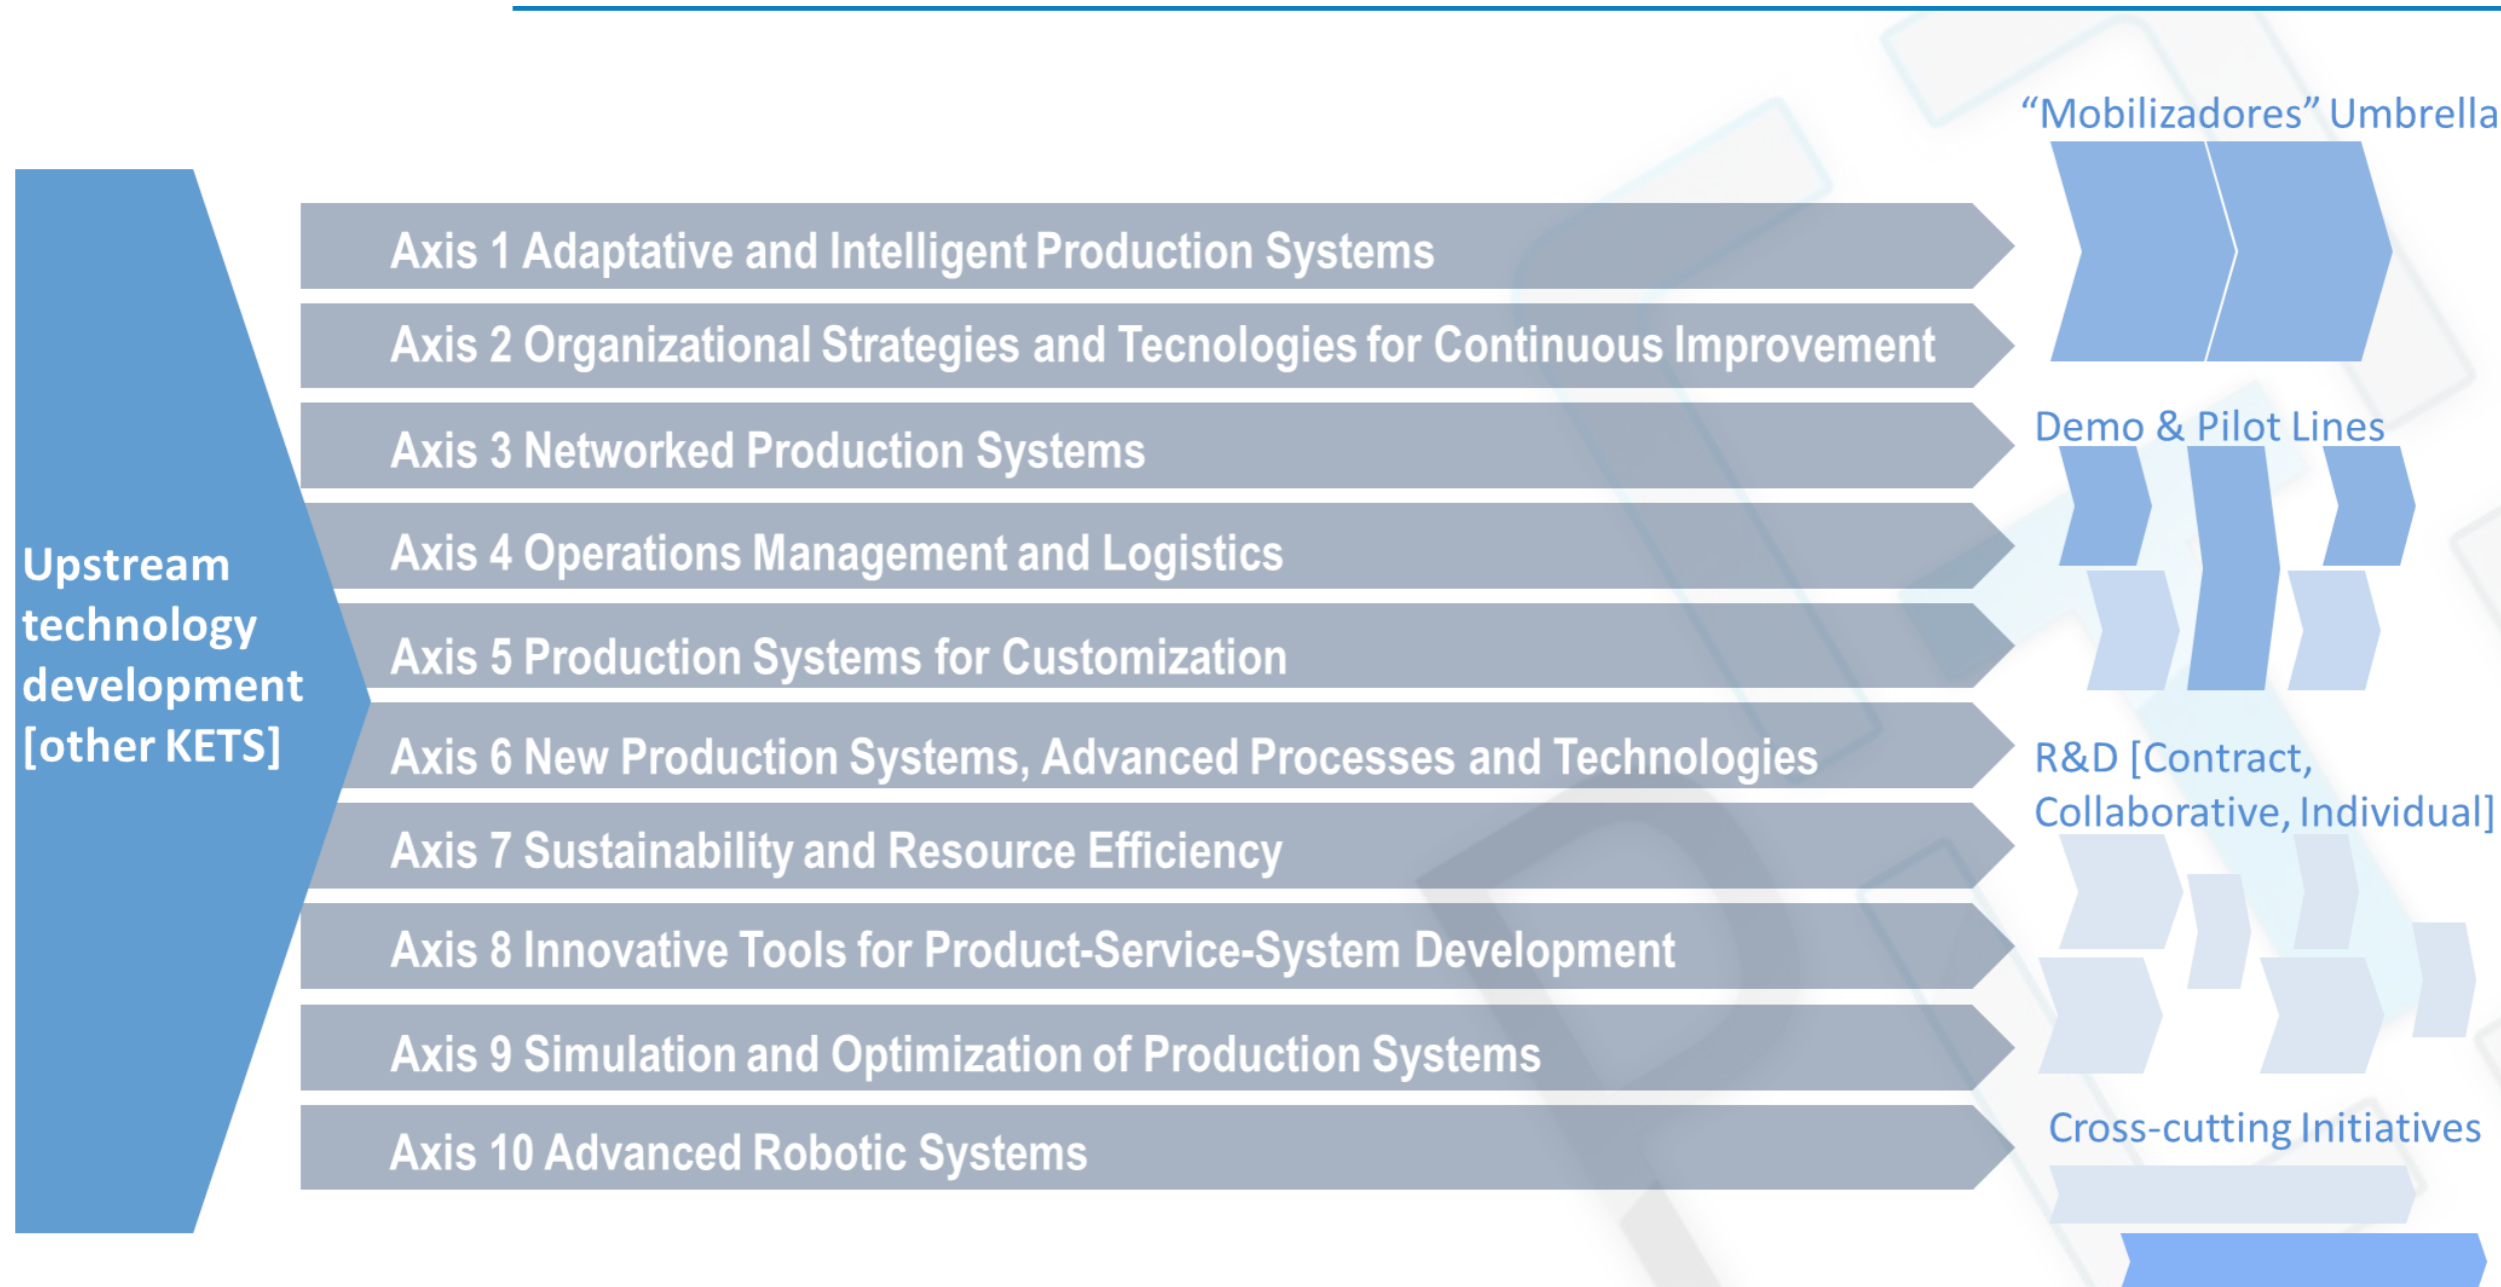 Upstream
technology
development
[other KETS]
Axis 1 Adaptative and Intelligent Production Systems
Axis 2 Organizational Strategies and Tecnologies for Continuous Improvement
Axis 3 Networked Production Systems
Axis 4 Operations Management and Logistics
Axis 5 Production Systems for Customization
Axis 6 New Production Systems, Advanced Processes and Technologies
Axis 7 Sustainability and Resource Efficiency
Axis 8 Innovative Tools for Product-Service-System Development
Axis 9 Simulation and Optimization of Production Systems
Axis 10 Advanced Robotic Systems
“Mobilizadores” Umbrella
Demo & Pilot Lines
R&D [Contract,
Collaborative, Individual]
Cross-cutting Initiatives